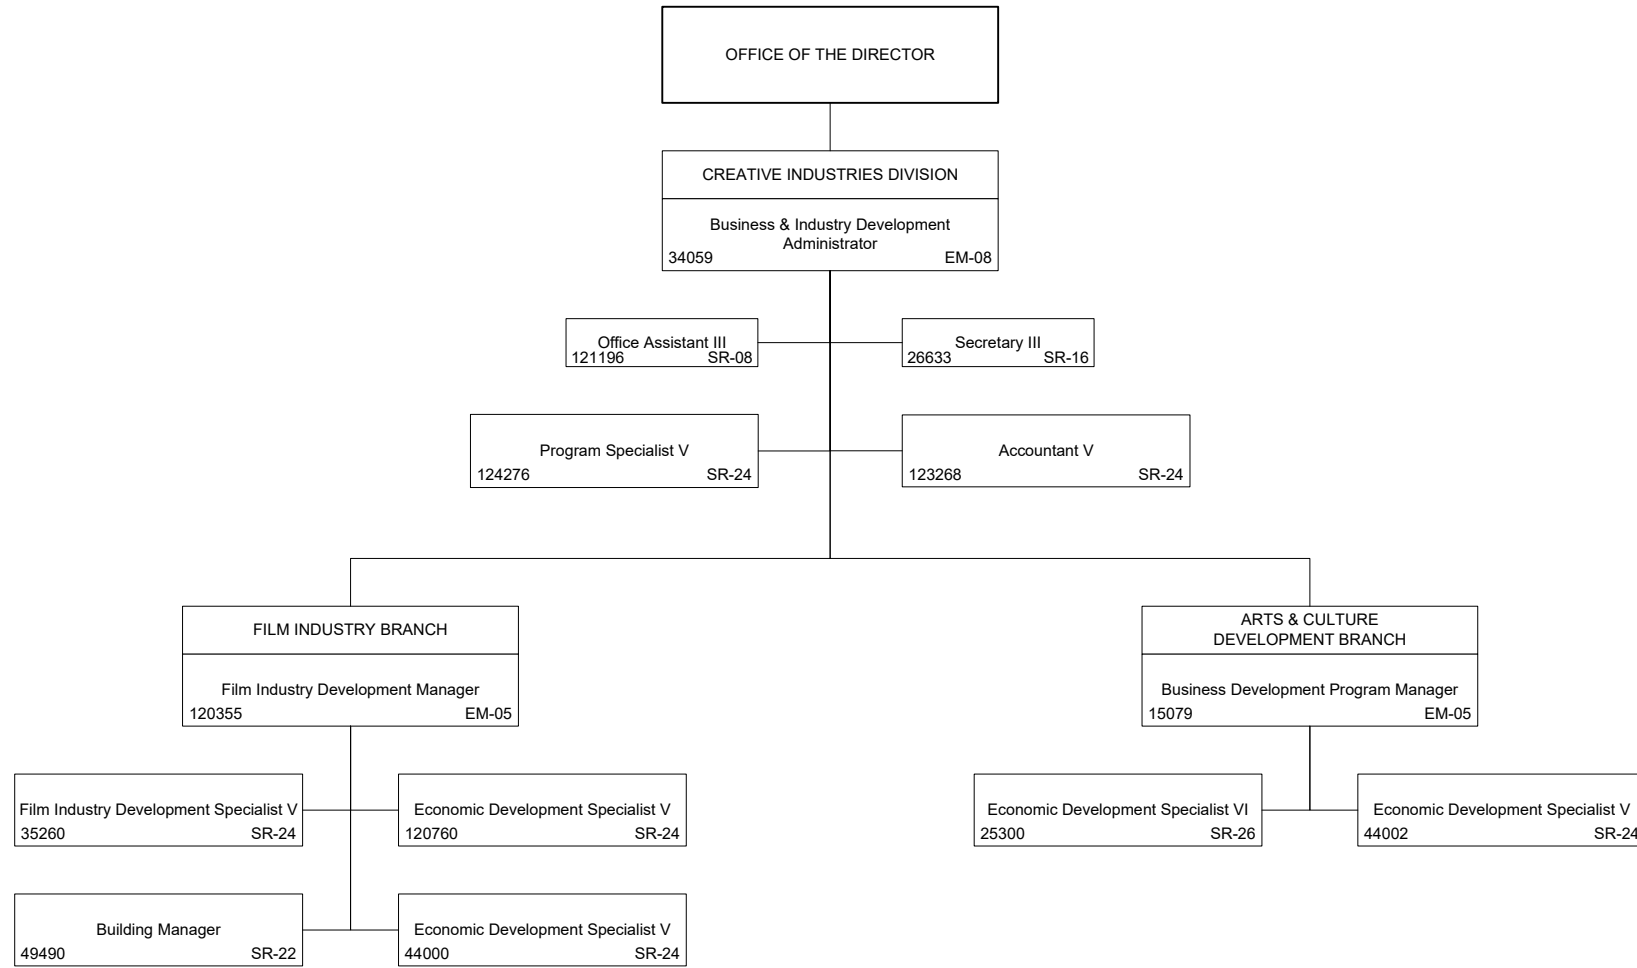 OFFICE OF THE DIRECTOR
CREATIVE INDUSTRIES DIVISION
Business & Industry Development
Administrator
34059 EM-08
Office Assistant III
121196 SR-08
Secretary III
26633 SR-16
Program Specialist V
124276 SR-24
Accountant V
123268 SR-24
FILM INDUSTRY BRANCH
Film Industry Development Manager
120355 EM-05
ARTS & CULTURE
DEVELOPMENT BRANCH
Business Development Program Manager
15079 EM-05
Film Industry Development Specialist V
35260 SR-24
Economic Development Specialist V
120760 SR-24
Economic Development Specialist VI
25300 SR-26
Economic Development Specialist V
44002 SR-24
Building Manager
49490 SR-22
Economic Development Specialist V
44000 SR-24